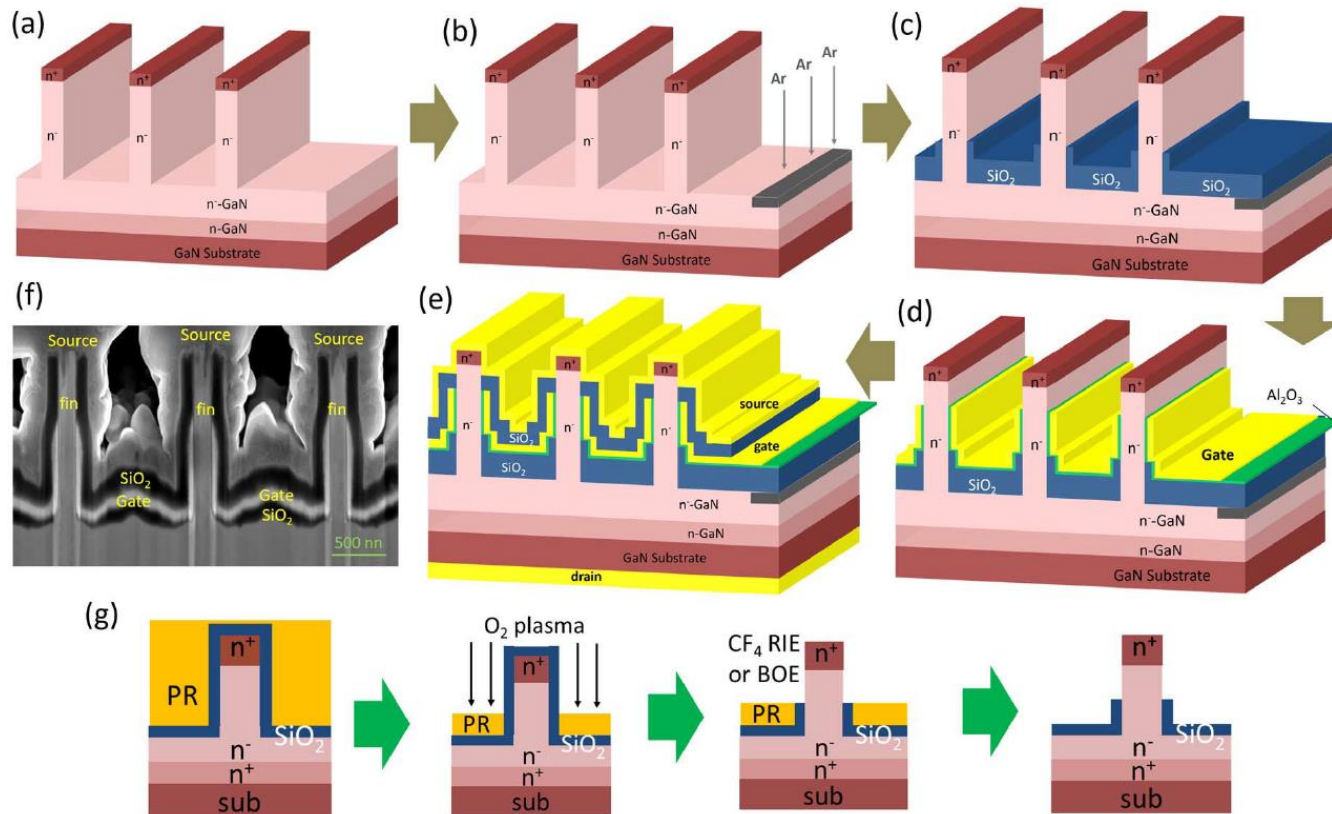 (a)
n⁺
n⁺
n⁺
n⁻
n⁻
n⁻
n⁻-GaN
n-GaN
GaN Substrate
(b)
Ar
Ar
Ar
n⁺
n⁺
n⁺
n⁻
n⁻
n⁻
n⁻-GaN
n-GaN
GaN Substrate
(c)
n⁺
n⁺
n⁺
n⁻
n⁻
n⁻
SiO₂
SiO₂
SiO₂
n⁻-GaN
n-GaN
GaN Substrate
(d)
n⁺
n⁺
n⁺
n⁻
n⁻
n⁻
Al₂O₃
Gate
SiO₂
n⁻-GaN
n-GaN
GaN Substrate
(e)
n⁺
n⁺
n⁺
n⁻
n⁻
n⁻
source
SiO₂
gate
SiO₂
n⁻-GaN
n-GaN
GaN Substrate
drain
(f)
Source
Source
Source
fin
fin
fin
SiO₂
Gate
Gate
SiO₂
500 nm
(g)
n⁺
PR
SiO₂
n⁻
n⁺
sub
O₂ plasma
n⁺
PR
SiO₂
n⁻
n⁺
sub
CF₄ RIE
or BOE
n⁺
PR
SiO₂
n⁻
n⁺
sub
n⁺
SiO₂
n⁻
n⁺
sub